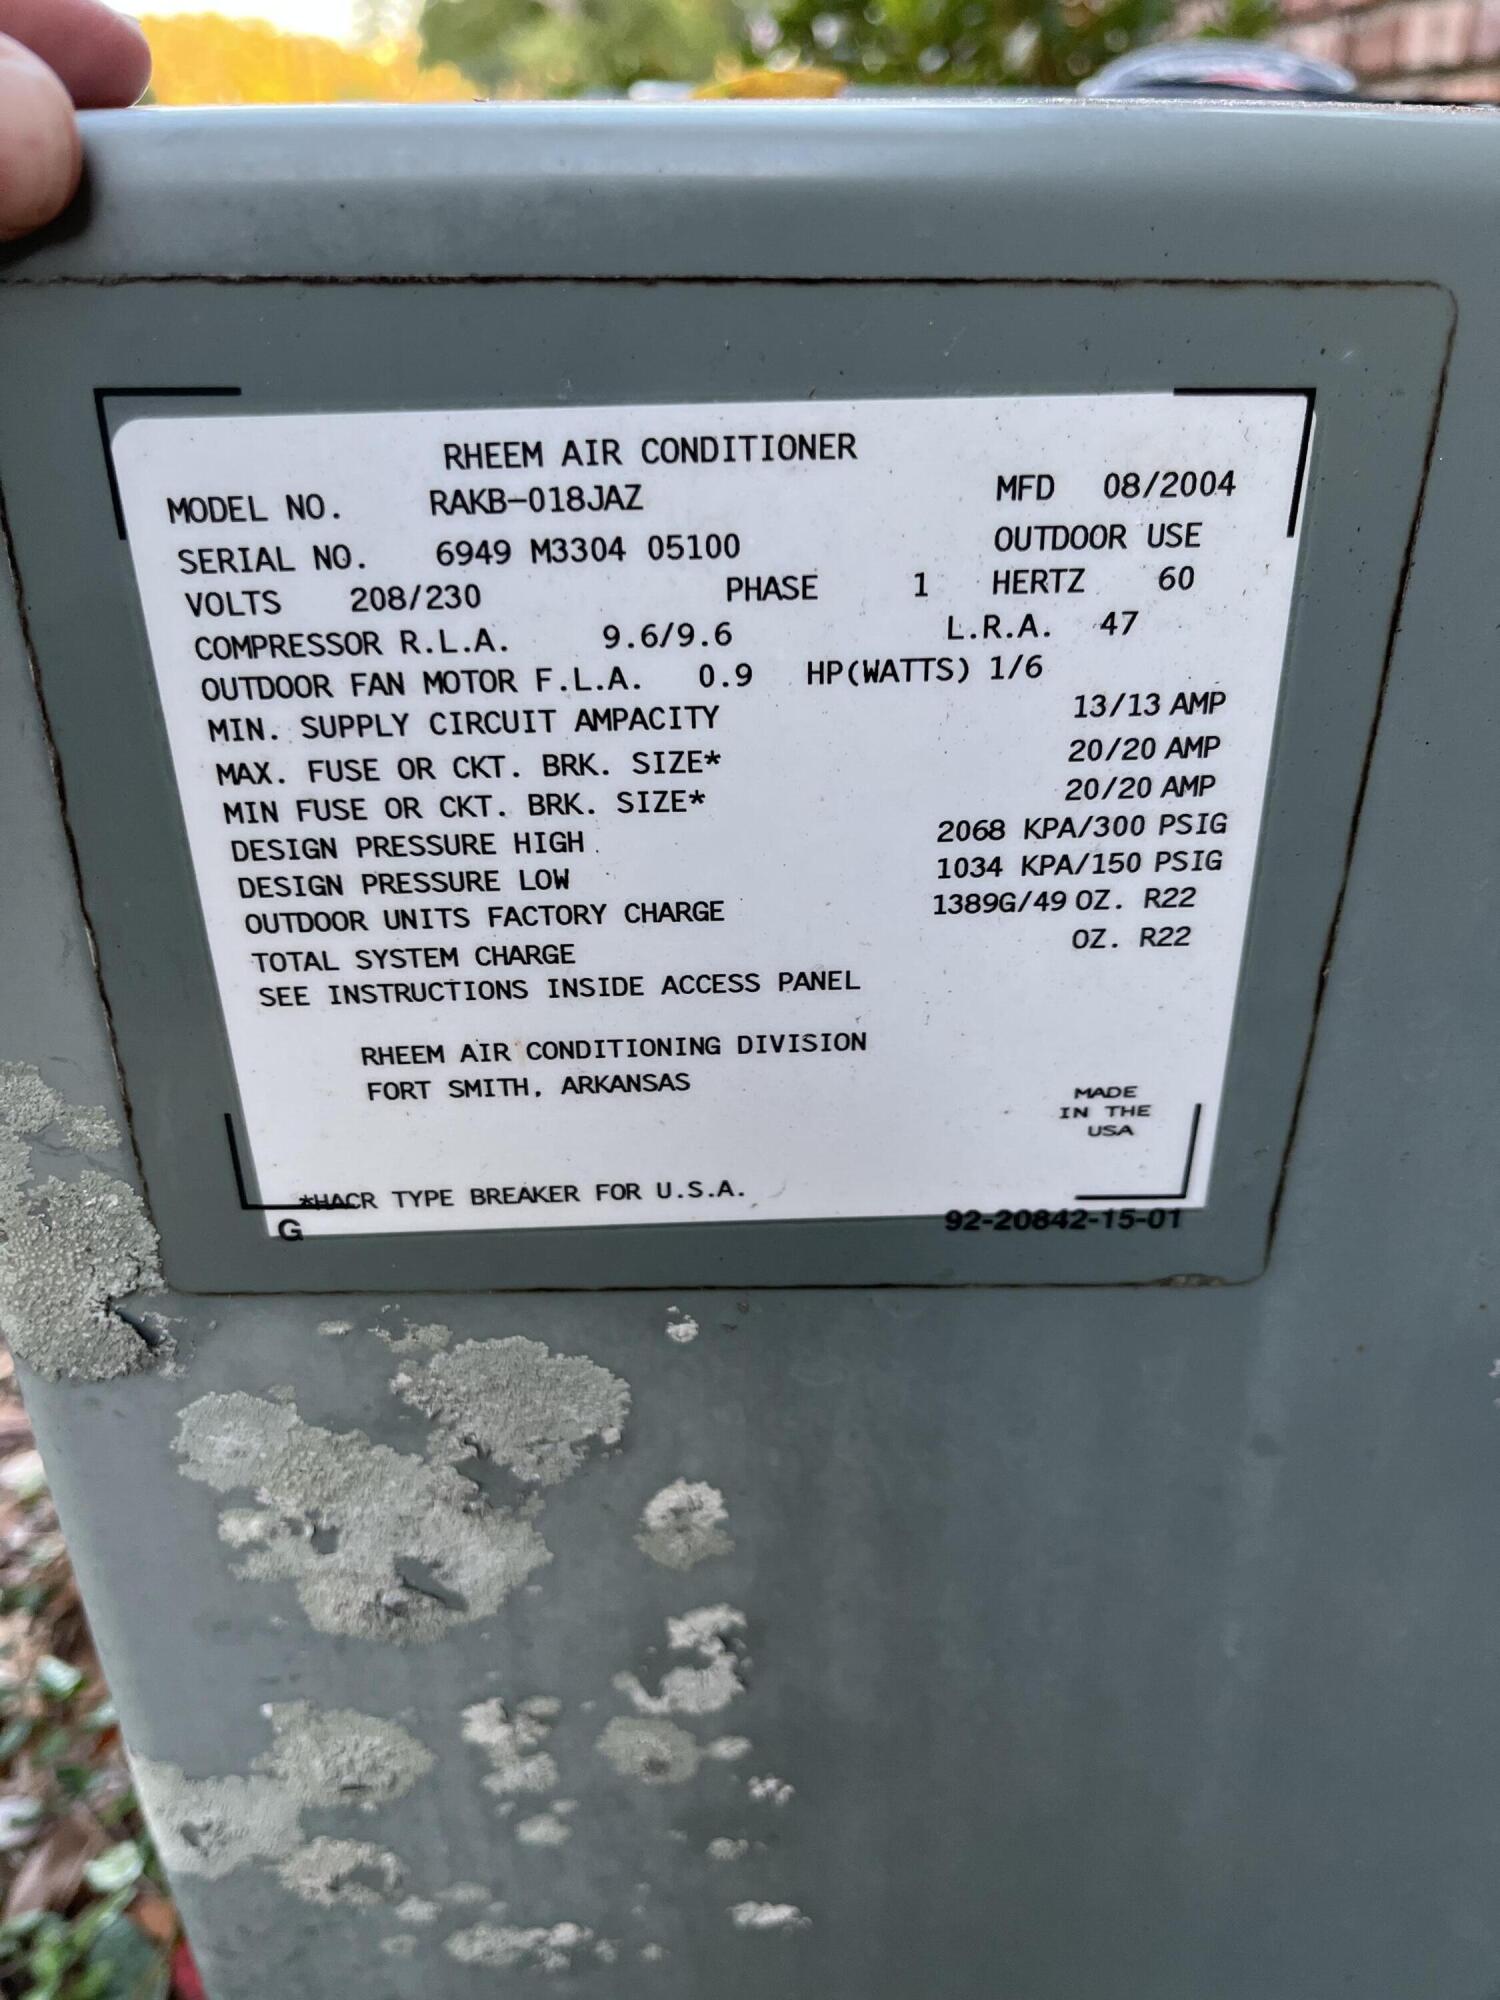 RHEEM AIR CONDITIONER
MODEL NO. RAKB-018JAZ MFD 08/2004
SERIAL NO. 6949 M3304 05100 OUTDOOR USE
VOLTS 208/230 PHASE 1 HERTZ 60
COMPRESSOR R.L.A. 9.6/9.6 L.R.A. 47
OUTDOOR FAN MOTOR F.L.A. 0.9 HP(WATTS) 1/6
MIN. SUPPLY CIRCUIT AMPACITY 13/13 AMP
MAX. FUSE OR CKT. BRK. SIZE* 20/20 AMP
MIN FUSE OR CKT. BRK. SIZE* 20/20 AMP
DESIGN PRESSURE HIGH 2068 KPA/300 PSIG
DESIGN PRESSURE LOW 1034 KPA/150 PSIG
OUTDOOR UNITS FACTORY CHARGE 1389G/49 OZ. R22
TOTAL SYSTEM CHARGE OZ. R22
SEE INSTRUCTIONS INSIDE ACCESS PANEL
RHEEM AIR CONDITIONING DIVISION
FORT SMITH, ARKANSAS
MADE
IN THE
USA
*HACR TYPE BREAKER FOR U.S.A.
G 92-20842-15-01